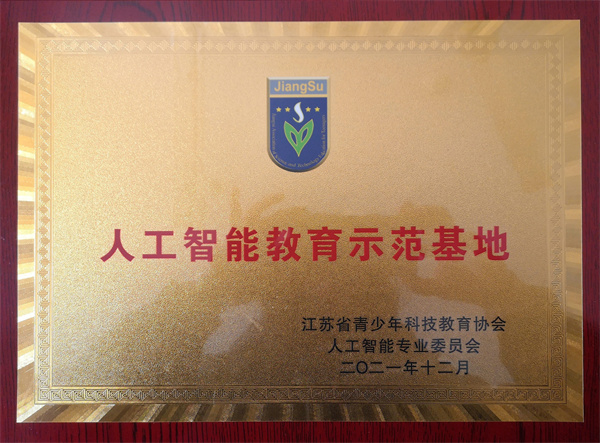 JiangSu
人工智能教育示范基地
江苏省青少年科技教育协会
人工智能专业委员会
二〇二一年十二月